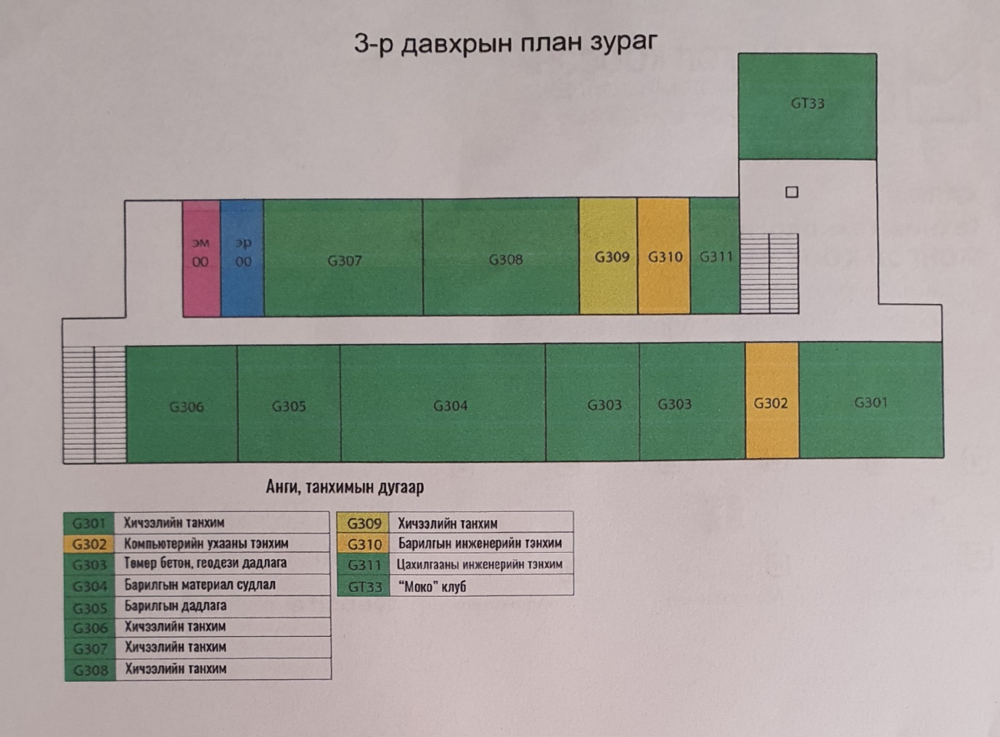 3-р давхрын план зураг
GT33
эм
00
эр
00
G307
G308
G309
G310
G311
G306
G305
G304
G303
G303
G302
G301
Анги, танхимын дугаар
G301 Хичээлийн танхим
G302 Компьютерийн ухааны тэнхим
G303 Төмөр бетон, геодези дадлага
G304 Барилгын материал судлал
G305 Барилгын дадлага
G306 Хичээлийн танхим
G307 Хичээлийн танхим
G308 Хичээлийн танхим
G309 Хичээлийн танхим
G310 Барилгын инженерийн тэнхим
G311 Цахилгааны инженерийн тэнхим
GT33 “Моко” клуб